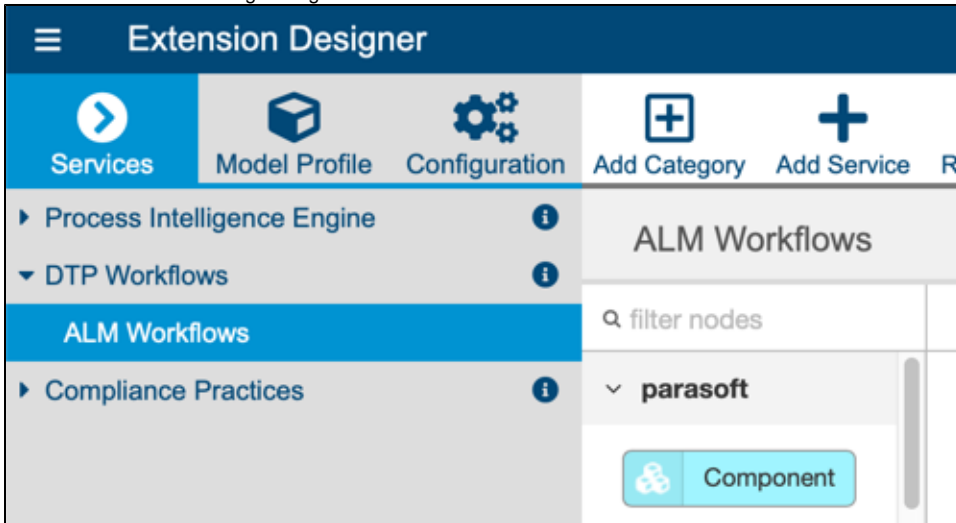 Extension Designer
Services Model Profile Configuration Add Category Add Service
Process Intelligence Engine
DTP Workflows
ALM Workflows
Compliance Practices
ALM Workflows
filter nodes
parasoft
Component